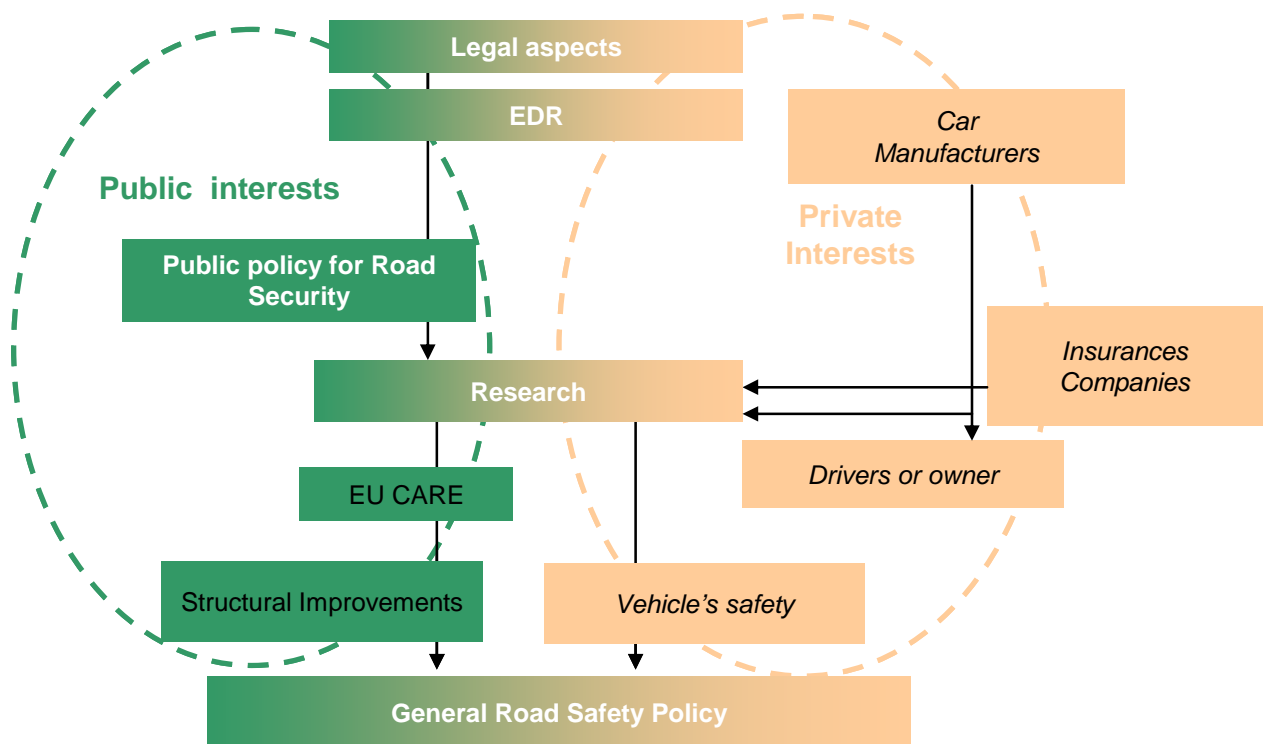 Legal aspects
EDR
Car
Manufacturers
Public interests
Private
Interests
Public policy for Road
Security
Insurances
Companies
Research
Drivers or owner
EU CARE
Structural Improvements
Vehicle's safety
General Road Safety Policy